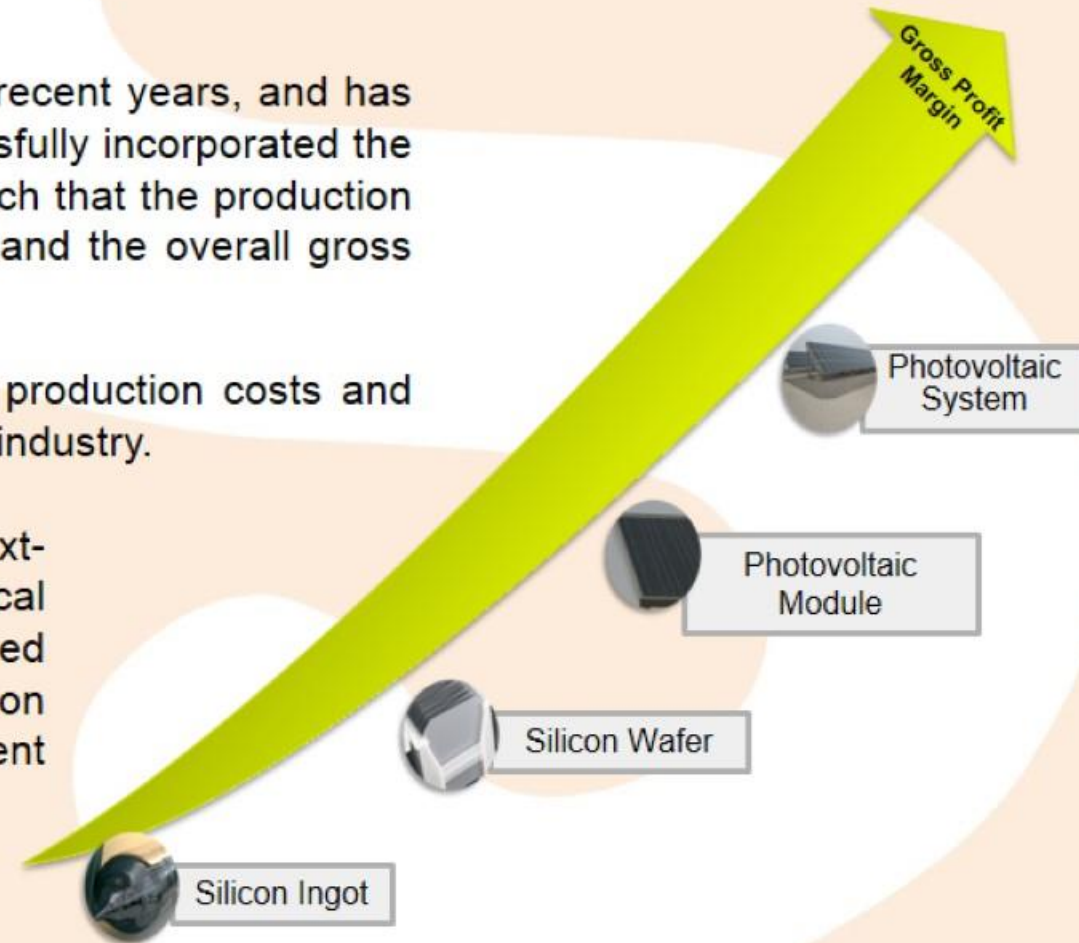 recent years, and has
sfully incorporated the
ch that the production
and the overall gross
production costs and
industry.
xt-
cal
ed
on
ent
Gross Profit
Margin
Photovoltaic
System
Photovoltaic
Module
Silicon Wafer
Silicon Ingot